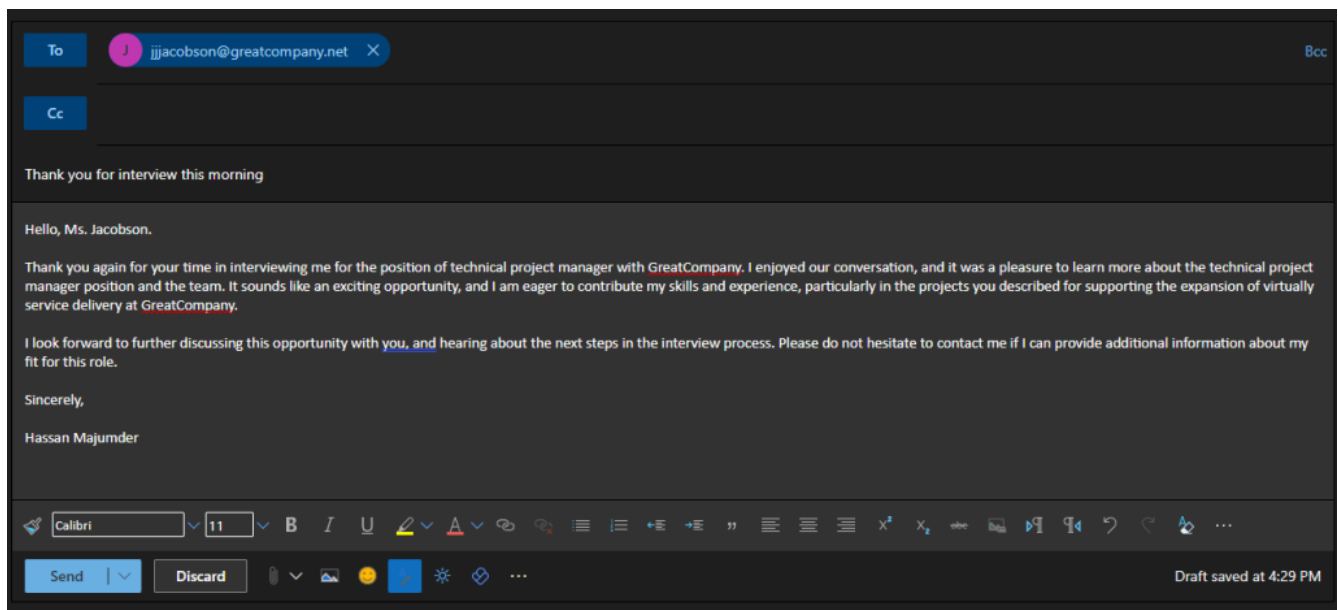 To J jjjacobson@greatcompany.net Bcc
Cc
Thank you for interview this morning
Hello, Ms. Jacobson.
Thank you again for your time in interviewing me for the position of technical project manager with GreatCompany. I enjoyed our conversation, and it was a pleasure to learn more about the technical project
manager position and the team. It sounds like an exciting opportunity, and I am eager to contribute my skills and experience, particularly in the projects you described for supporting the expansion of virtually
service delivery at GreatCompany.
I look forward to further discussing this opportunity with you, and hearing about the next steps in the interview process. Please do not hesitate to contact me if I can provide additional information about my
fit for this role.
Sincerely,
Hassan Majumder
Calibri 11 B I U A x² x₂ abc
Send Discard Draft saved at 4:29 PM